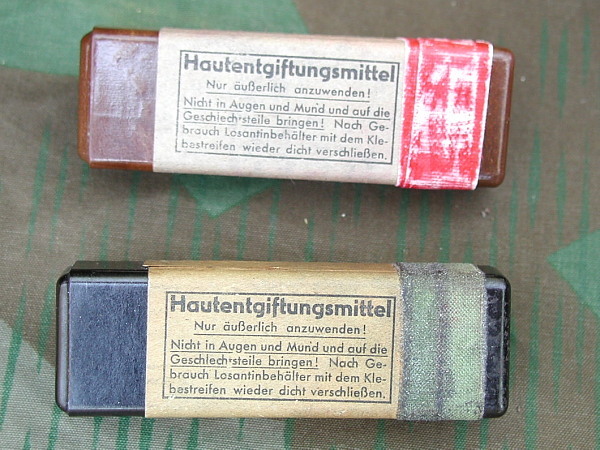 Hautentgiftungsmittel
Nur äußerlich anzuwenden!
Nicht in Augen und Mund und auf die
Geschlechtsteile bringen! Nach Ge-
brauch Losantinbehälter mit dem Kle-
bestreifen wieder dicht verschließen.
Hautentgiftungsmittel
Nur äußerlich anzuwenden!
Nicht in Augen und Mund und auf die
Geschlechtsteile bringen! Nach Ge-
brauch Losantinbehälter mit dem Kle-
bestreifen wieder dicht verschließen.